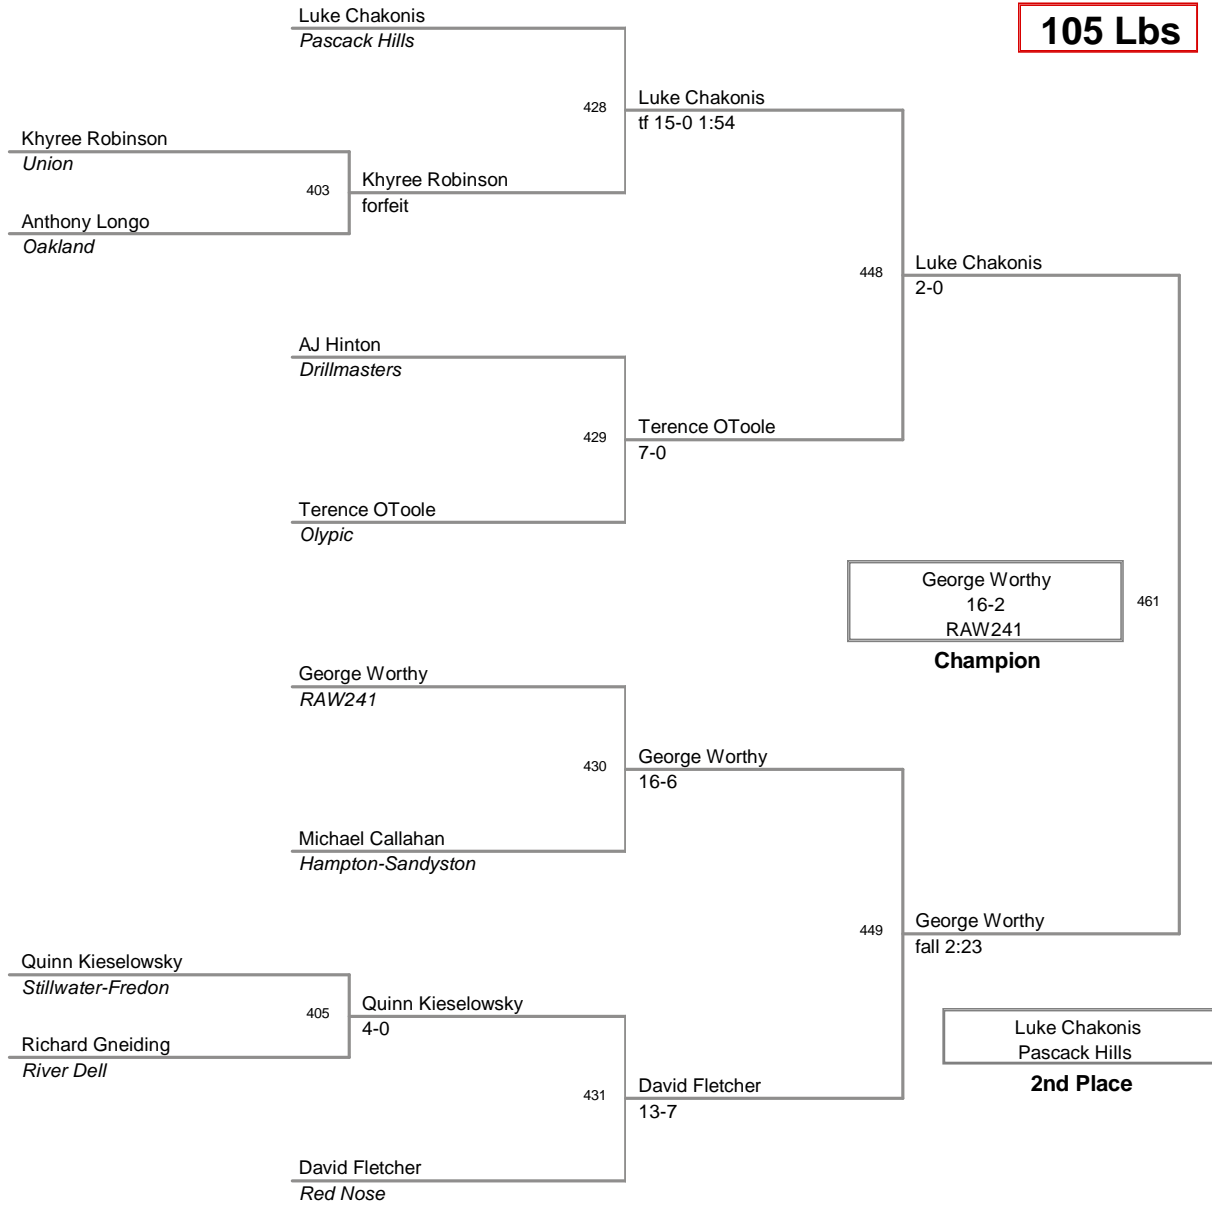 105 Lbs
Luke Chakonis
Pascack Hills
428
Luke Chakonis
tf 15-0 1:54
Khyree Robinson
Union
403
Khyree Robinson
forfeit
Anthony Longo
Oakland
448
Luke Chakonis
2-0
AJ Hinton
Drillmasters
429
Terence OToole
7-0
Terence OToole
Olypic
George Worthy
16-2
RAW241
461
Champion
George Worthy
RAW241
430
George Worthy
16-6
Michael Callahan
Hampton-Sandyston
449
George Worthy
fall 2:23
Quinn Kieselowsky
Stillwater-Fredon
405
Quinn Kieselowsky
4-0
Richard Gneiding
River Dell
Luke Chakonis
Pascack Hills
2nd Place
431
David Fletcher
13-7
David Fletcher
Red Nose